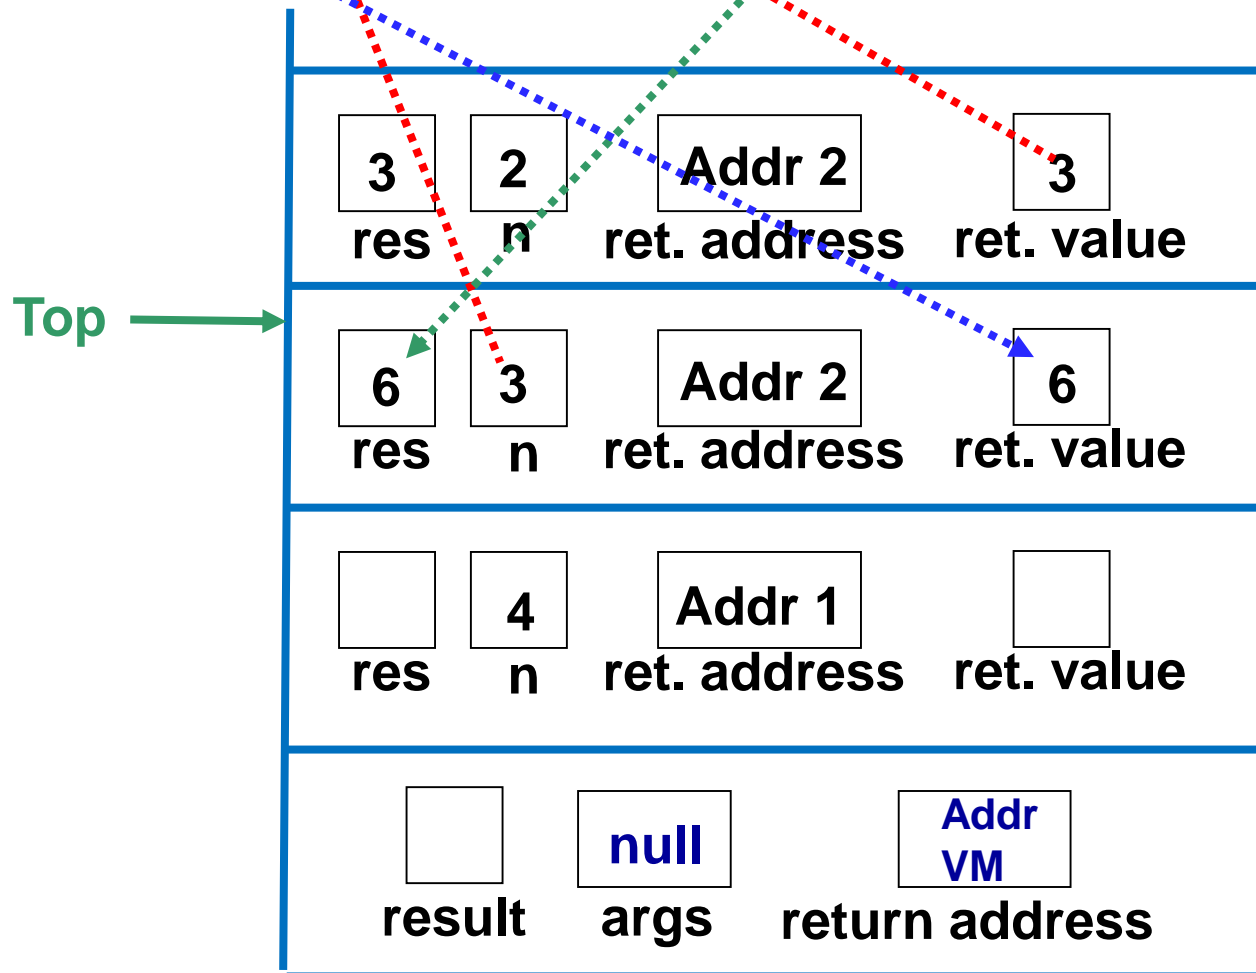 3 2 Addr 2 3
res n ret. address ret. value
Top
6 3 Addr 2 6
res n ret. address ret. value
4 Addr 1
res n ret. address ret. value
null Addr
VM
result args return address